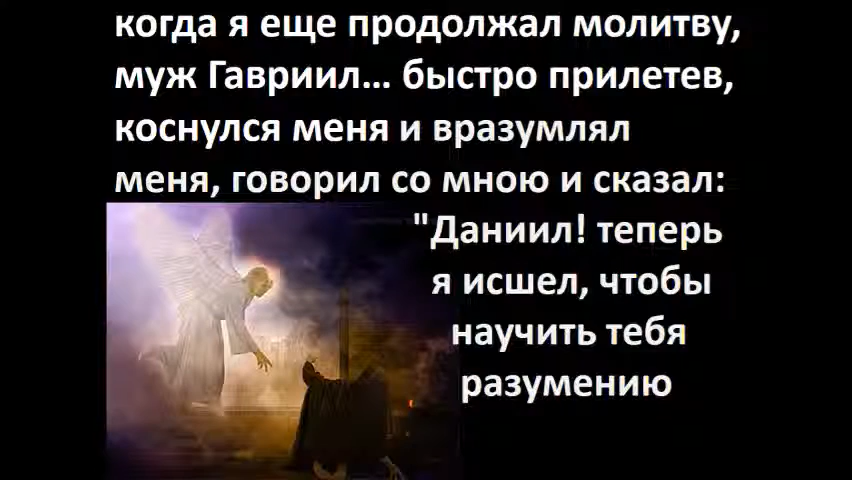 когда я еще продолжал молитву,
муж Гавриил... быстро прилетев,
коснулся меня и вразумлял
меня, говорил со мною и сказал:
"Даниил! теперь
я исшел, чтобы
научить тебя
разумению